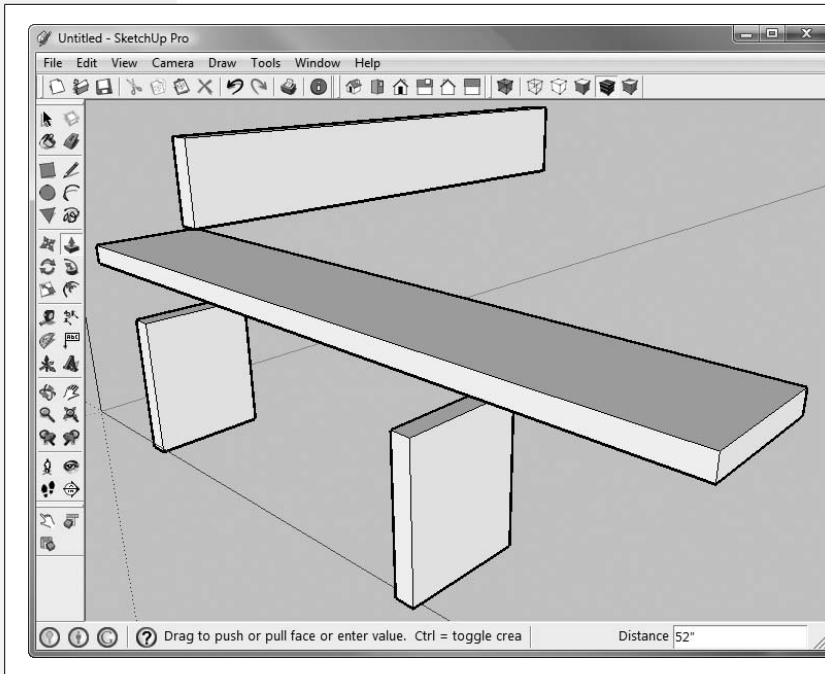 Untitled - SketchUp Pro
File Edit View Camera Draw Tools Window Help
Abc
Drag to push or pull face or enter value. Ctrl = toggle crea
Distance 52"